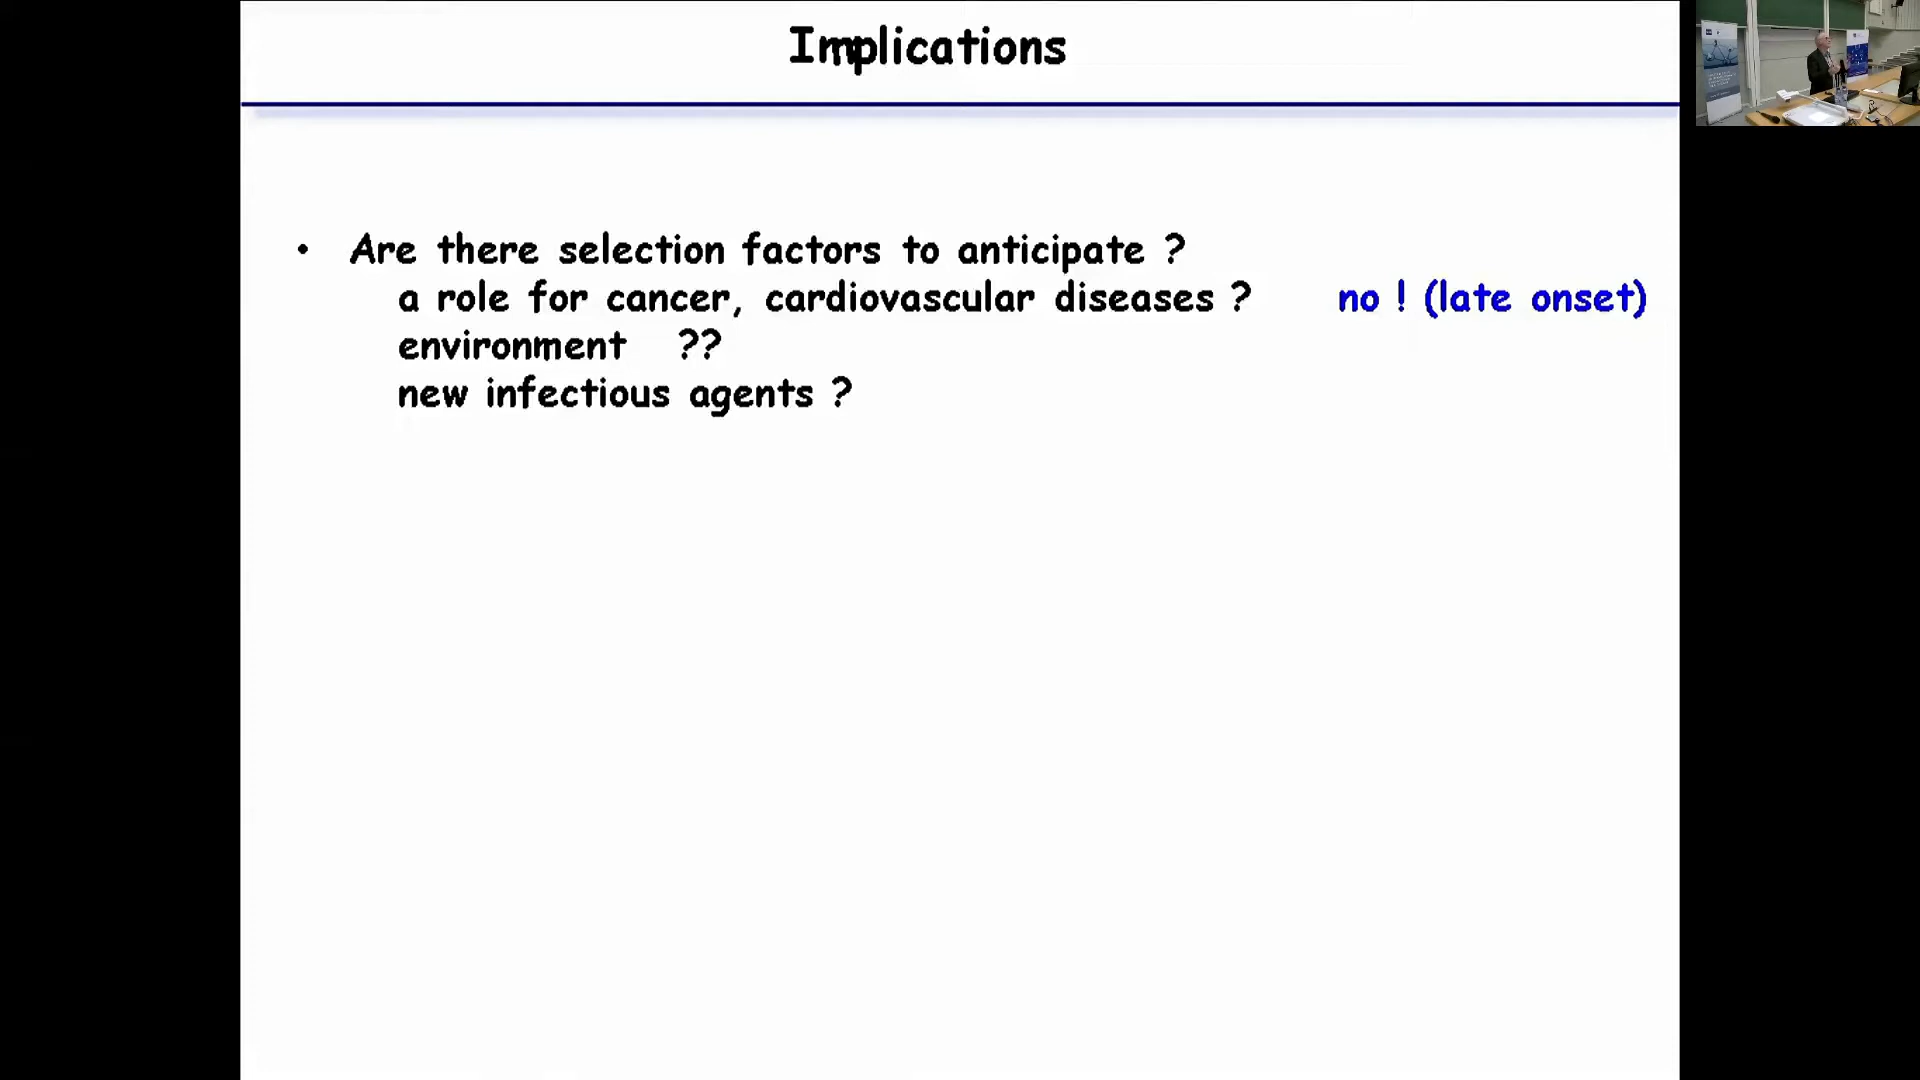 Implications
• Are there selection factors to anticipate ?
a role for cancer, cardiovascular diseases ? no ! (late onset)
environment ??
new infectious agents ?